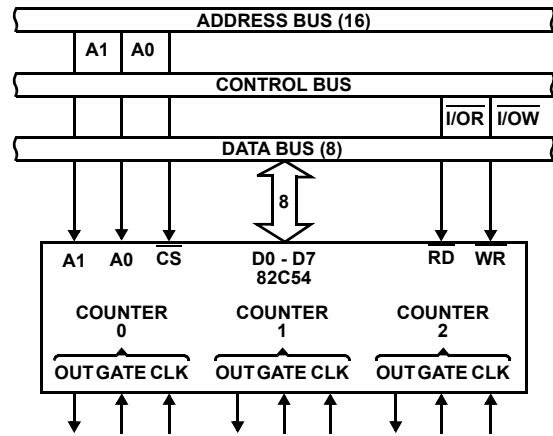 ADDRESS BUS (16)
A1 A0
CONTROL BUS
I/OR I/OW
DATA BUS (8)
8
A1 A0 CS D0 - D7 RD WR
82C54
COUNTER COUNTER COUNTER
0 1 2
OUT GATE CLK OUT GATE CLK OUT GATE CLK